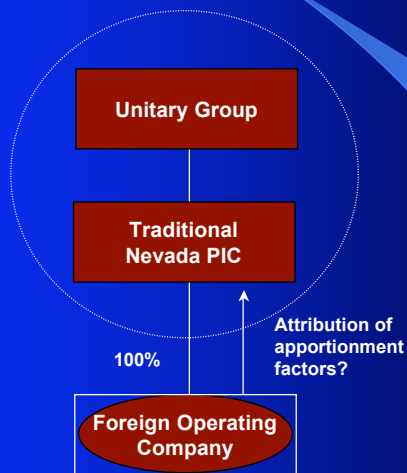 Unitary Group
Traditional
Nevada PIC
Attribution of
apportionment
factors?
100%
Foreign Operating
Company